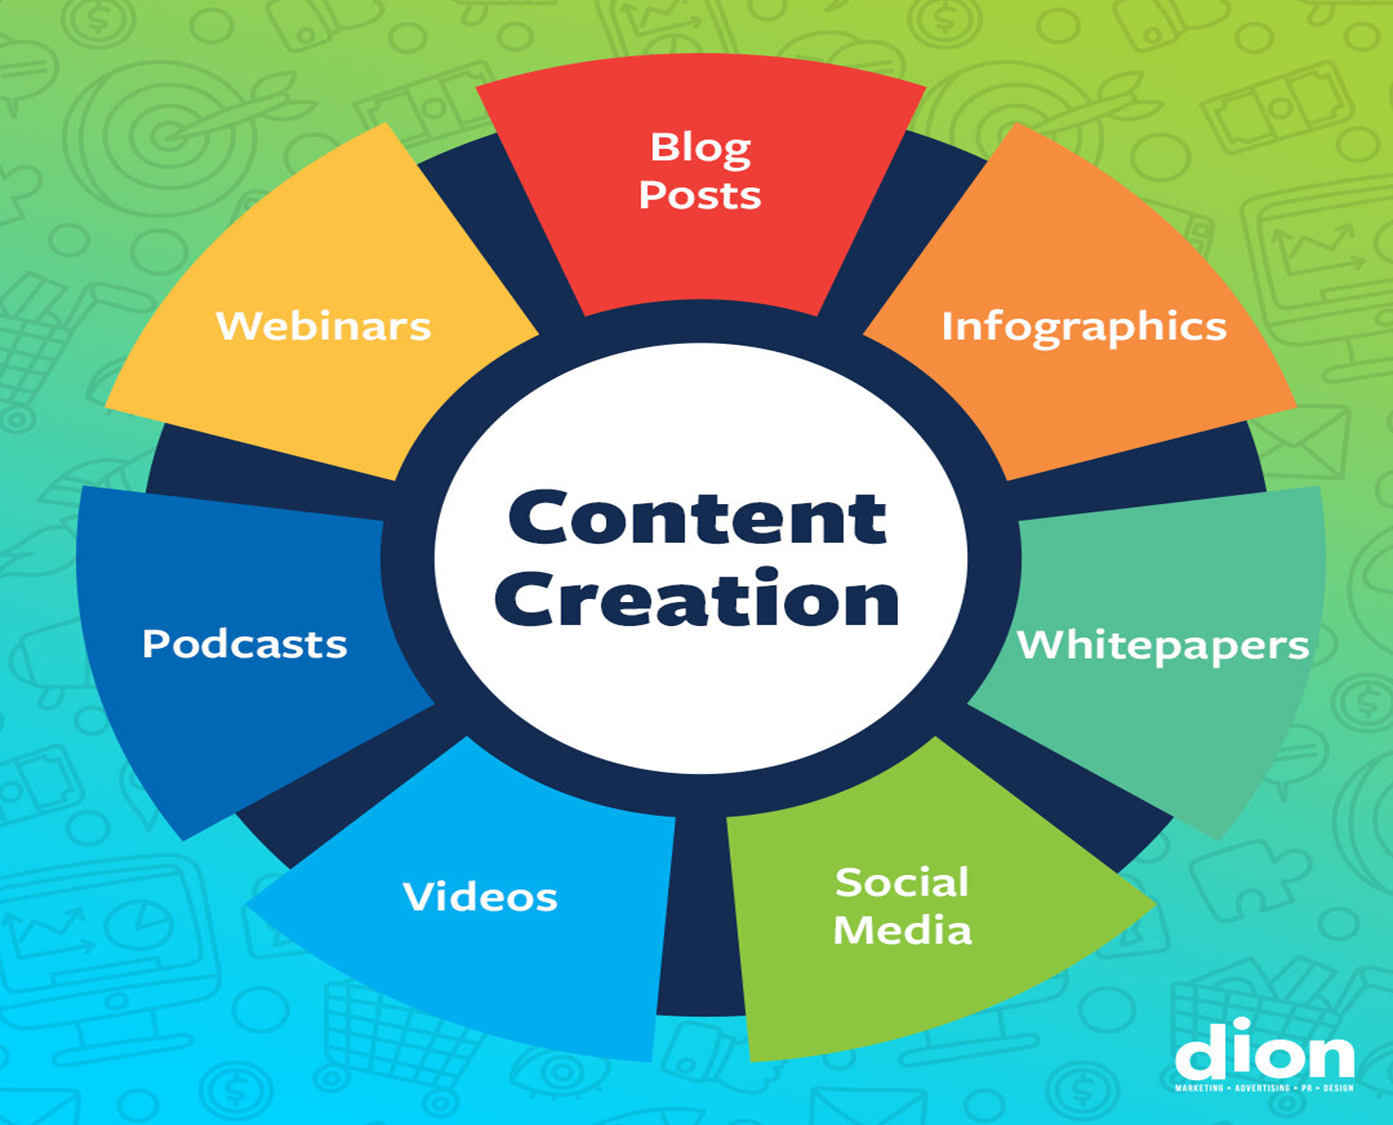 Blog
Posts
Infographics
Whitepapers
Social
Media
Videos
Podcasts
Webinars
Content
Creation
dion
MARKETING • ADVERTISING • PR • DESIGN